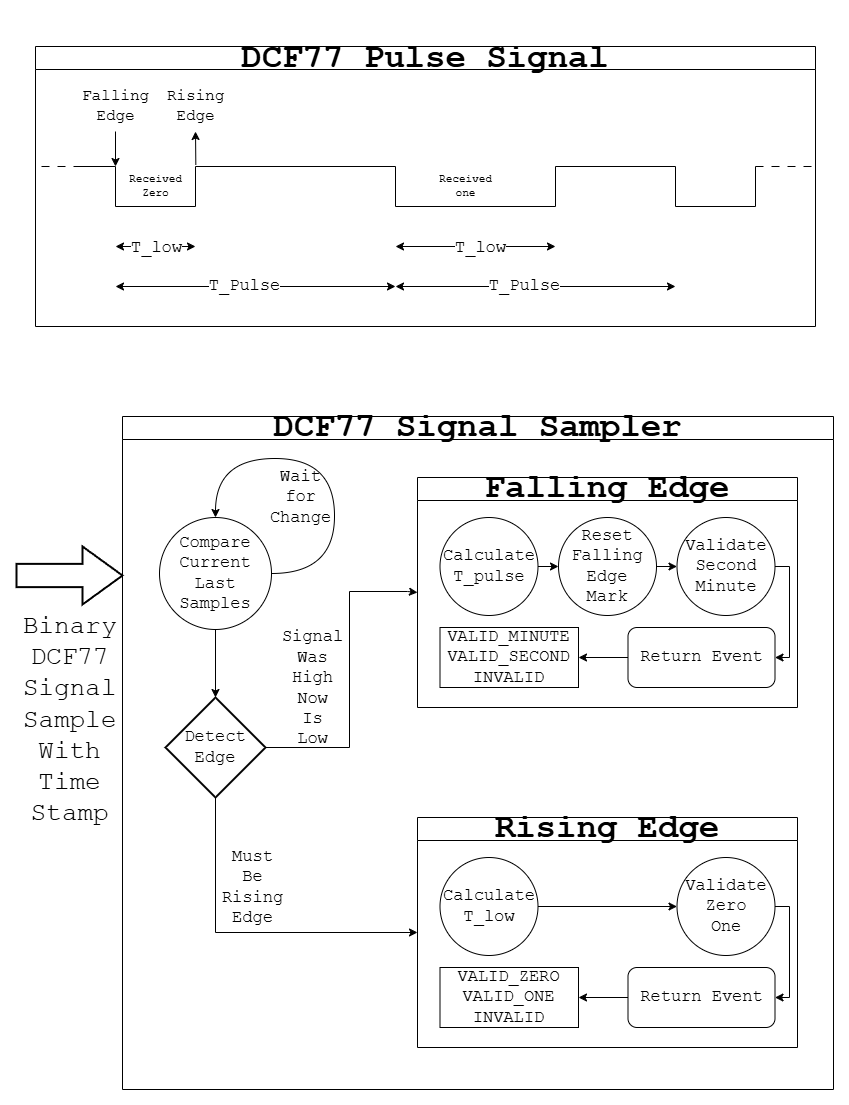 DCF77 Pulse Signal
Falling
Edge
Rising
Edge
Received
Zero
Received
one
T_low
T_low
T_Pulse
T_Pulse
DCF77 Signal Sampler
Binary
DCF77
Signal
Sample
With
Time
Stamp
Wait
for
Change
Compare
Current
Last
Samples
Detect
Edge
Signal
Was
High
Now
Is
Low
Must
Be
Rising
Edge
Falling Edge
Calculate
T_pulse
Reset
Falling
Edge
Mark
Validate
Second
Minute
Return Event
VALID_MINUTE
VALID_SECOND
INVALID
Rising Edge
Calculate
T_low
Validate
Zero
One
Return Event
VALID_ZERO
VALID_ONE
INVALID